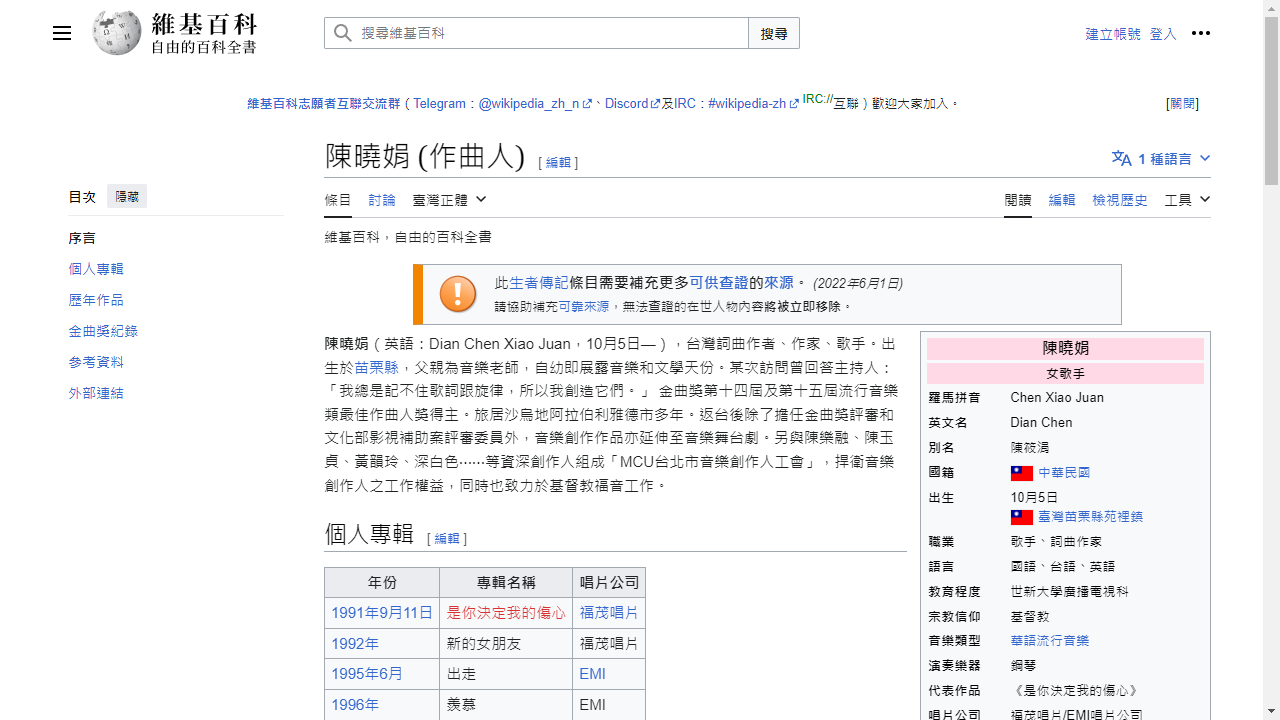 維基百科
自由的百科全書
搜尋維基百科
搜尋
建立帳號 登入
維基百科志願者互聯交流群（Telegram：@wikipedia_zh_n、Discord及IRC：#wikipedia-zh IRC://互聯）歡迎大家加入。
[關閉]
陳曉娟 (作曲人) [ 編輯 ]
1 種語言
目次 隱藏
序言
個人專輯
歷年作品
金曲獎紀錄
參考資料
外部連結
條目 討論 臺灣正體
閱讀 編輯 檢視歷史 工具
維基百科，自由的百科全書
此生者傳記條目需要補充更多可供查證的來源。 (2022年6月1日)
請協助補充可靠來源，無法查證的在世人物內容將被立即移除。
陳曉娟（英語：Dian Chen Xiao Juan，10月5日—），台灣詞曲作者、作家、歌手。出
生於苗栗縣，父親為音樂老師，自幼即展露音樂和文學天份。某次訪問曾回答主持人：
「我總是記不住歌詞跟旋律，所以我創造它們。」 金曲獎第十四屆及第十五屆流行音樂
類最佳作曲人獎得主。旅居沙烏地阿拉伯利雅德市多年。返台後除了擔任金曲獎評審和
文化部影視補助案評審委員外，音樂創作作品亦延伸至音樂舞台劇。另與陳樂融、陳玉
貞、黃韻玲、深白色⋯⋯等資深創作人組成「MCU台北市音樂創作人工會」，捍衛音樂
創作人之工作權益，同時也致力於基督教福音工作。
個人專輯 [ 編輯 ]
年份 專輯名稱 唱片公司
1991年9月11日 是你決定我的傷心 福茂唱片
1992年 新的女朋友 福茂唱片
1995年6月 出走 EMI
1996年 羨慕 EMI
陳曉娟
女歌手
羅馬拼音 Chen Xiao Juan
英文名 Dian Chen
別名 陳筱涓
國籍 中華民國
出生 10月5日
臺灣苗栗縣苑裡鎮
職業 歌手、詞曲作家
語言 國語、台語、英語
教育程度 世新大學廣播電視科
宗教信仰 基督教
音樂類型 華語流行音樂
演奏樂器 鋼琴
代表作品 《是你決定我的傷心》
唱片公司 福茂唱片/EMI唱片公司